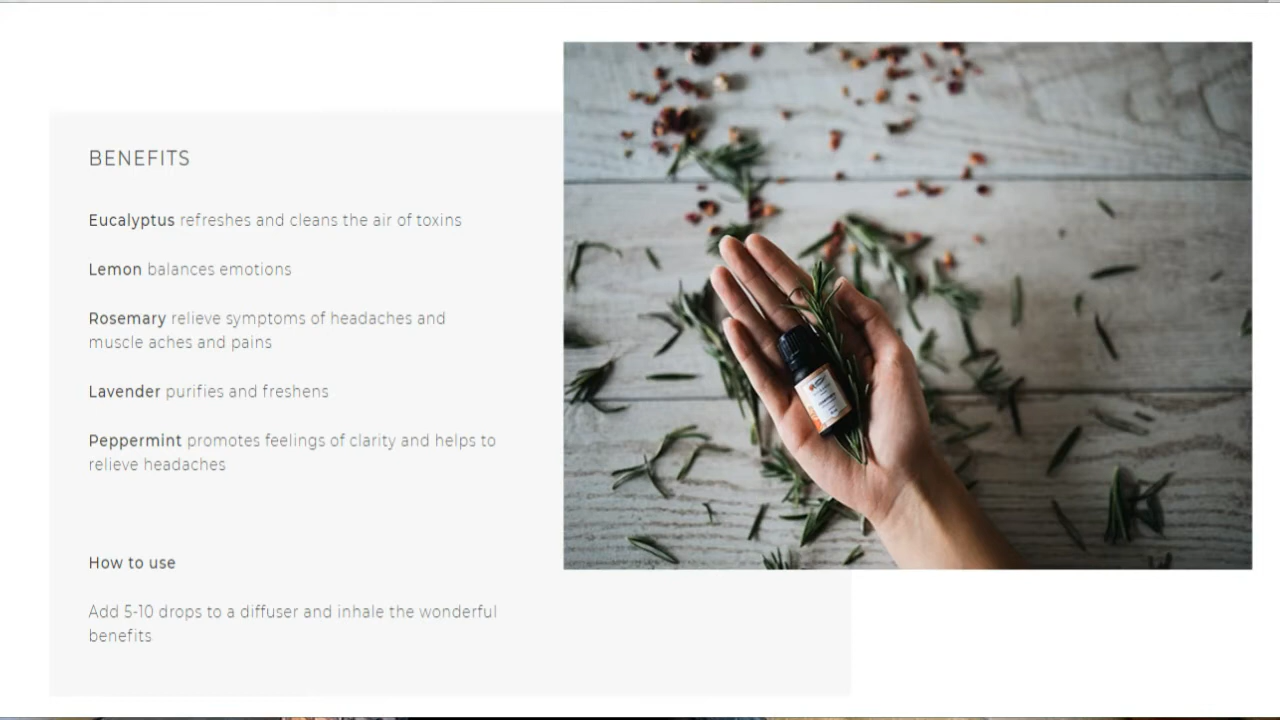 BENEFITS
Eucalyptus refreshes and cleans the air of toxins
Lemon balances emotions
Rosemary relieve symptoms of headaches and
muscle aches and pains
Lavender purifies and freshens
Peppermint promotes feelings of clarity and helps to
relieve headaches
How to use
Add 5-10 drops to a diffuser and inhale the wonderful
benefits